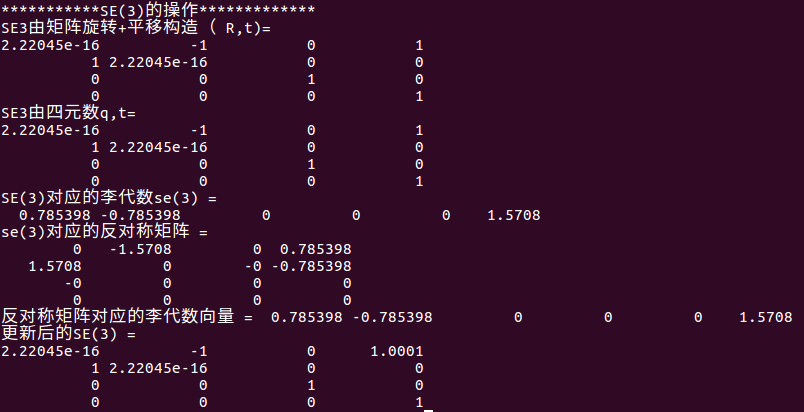 ***********SE(3)的操作*************
SE3由矩阵旋转+平移构造（ R,t)=
2.22045e-16 -1 0 1
1 2.22045e-16 0 0
0 0 1 0
0 0 0 1
SE3由四元数q,t=
2.22045e-16 -1 0 1
1 2.22045e-16 0 0
0 0 1 0
0 0 0 1
SE(3)对应的李代数se(3) =
0.785398 -0.785398 0 0 0 1.5708
se(3)对应的反对称矩阵 =
0 -1.5708 0 0.785398
1.5708 0 -0 -0.785398
-0 0 0 0
0 0 0 0
反对称矩阵对应的李代数向量 = 0.785398 -0.785398 0 0 0 1.5708
更新后的SE(3) =
2.22045e-16 -1 0 1.0001
1 2.22045e-16 0 0
0 0 1 0
0 0 0 1